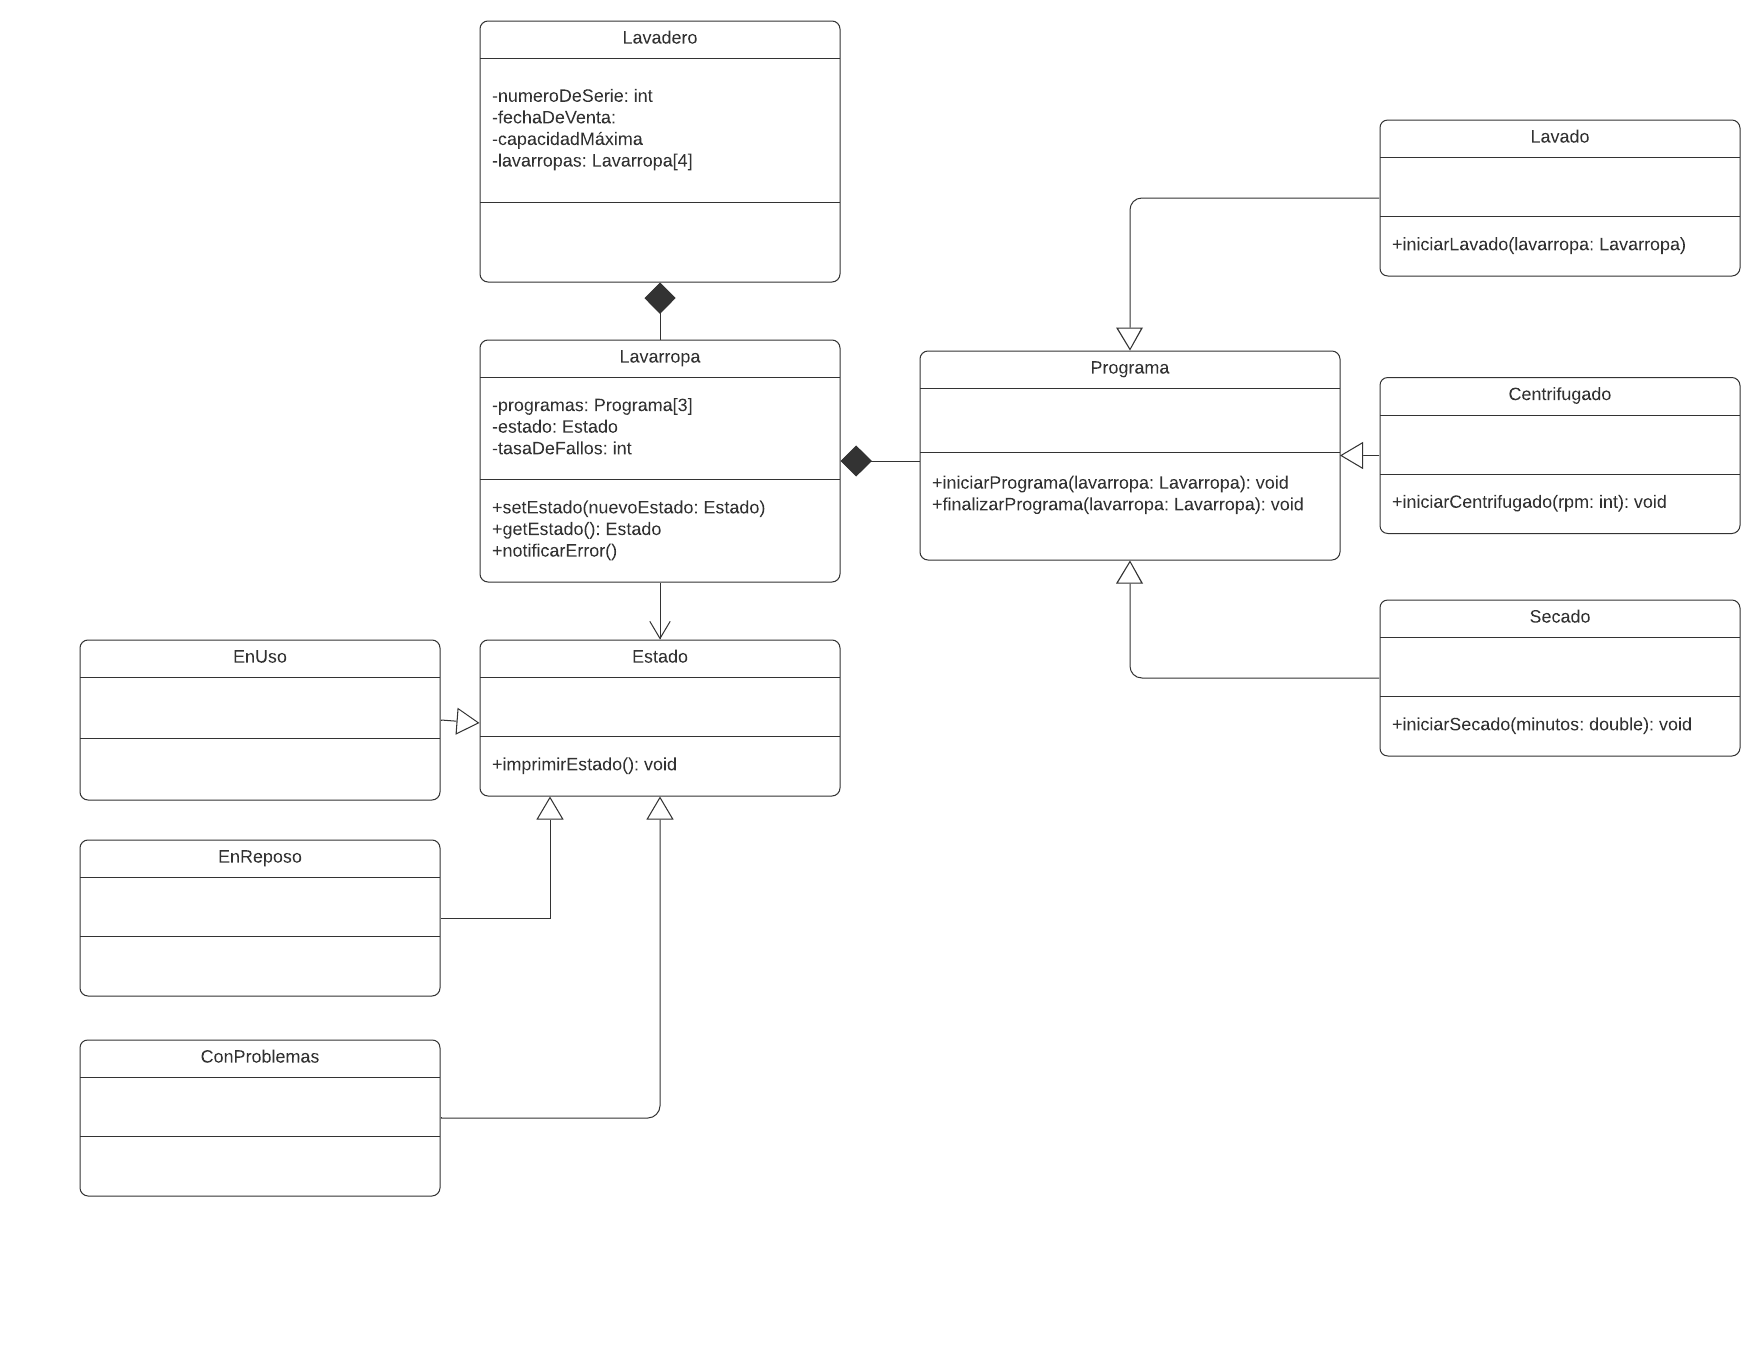 Lavadero
-numeroDeSerie: int
-fechaDeVenta:
-capacidadMáxima
-lavarropas: Lavarropa[4]
Lavarropa
-programas: Programa[3]
-estado: Estado
-tasaDeFallos: int
+setEstado(nuevoEstado: Estado)
+getEstado(): Estado
+notificarError()
Programa
+iniciarPrograma(lavarropa: Lavarropa): void
+finalizarPrograma(lavarropa: Lavarropa): void
Lavado
+iniciarLavado(lavarropa: Lavarropa)
Centrifugado
+iniciarCentrifugado(rpm: int): void
Secado
+iniciarSecado(minutos: double): void
EnUso
Estado
+imprimirEstado(): void
EnReposo
ConProblemas